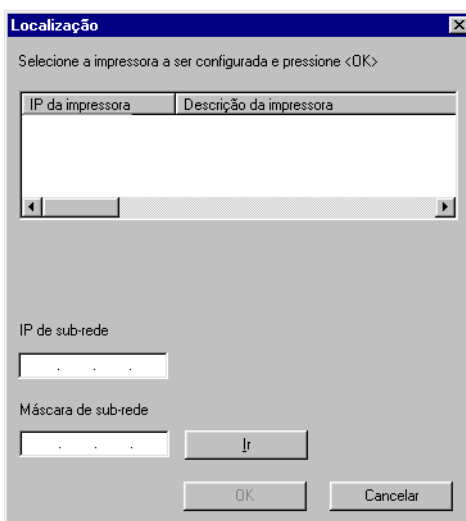 Localização
Selecione a impressora a ser configurada e pressione <OK>
IP da impressora Descrição da impressora
IP de sub-rede
. . .
Máscara de sub-rede
. . . Ir
OK Cancelar